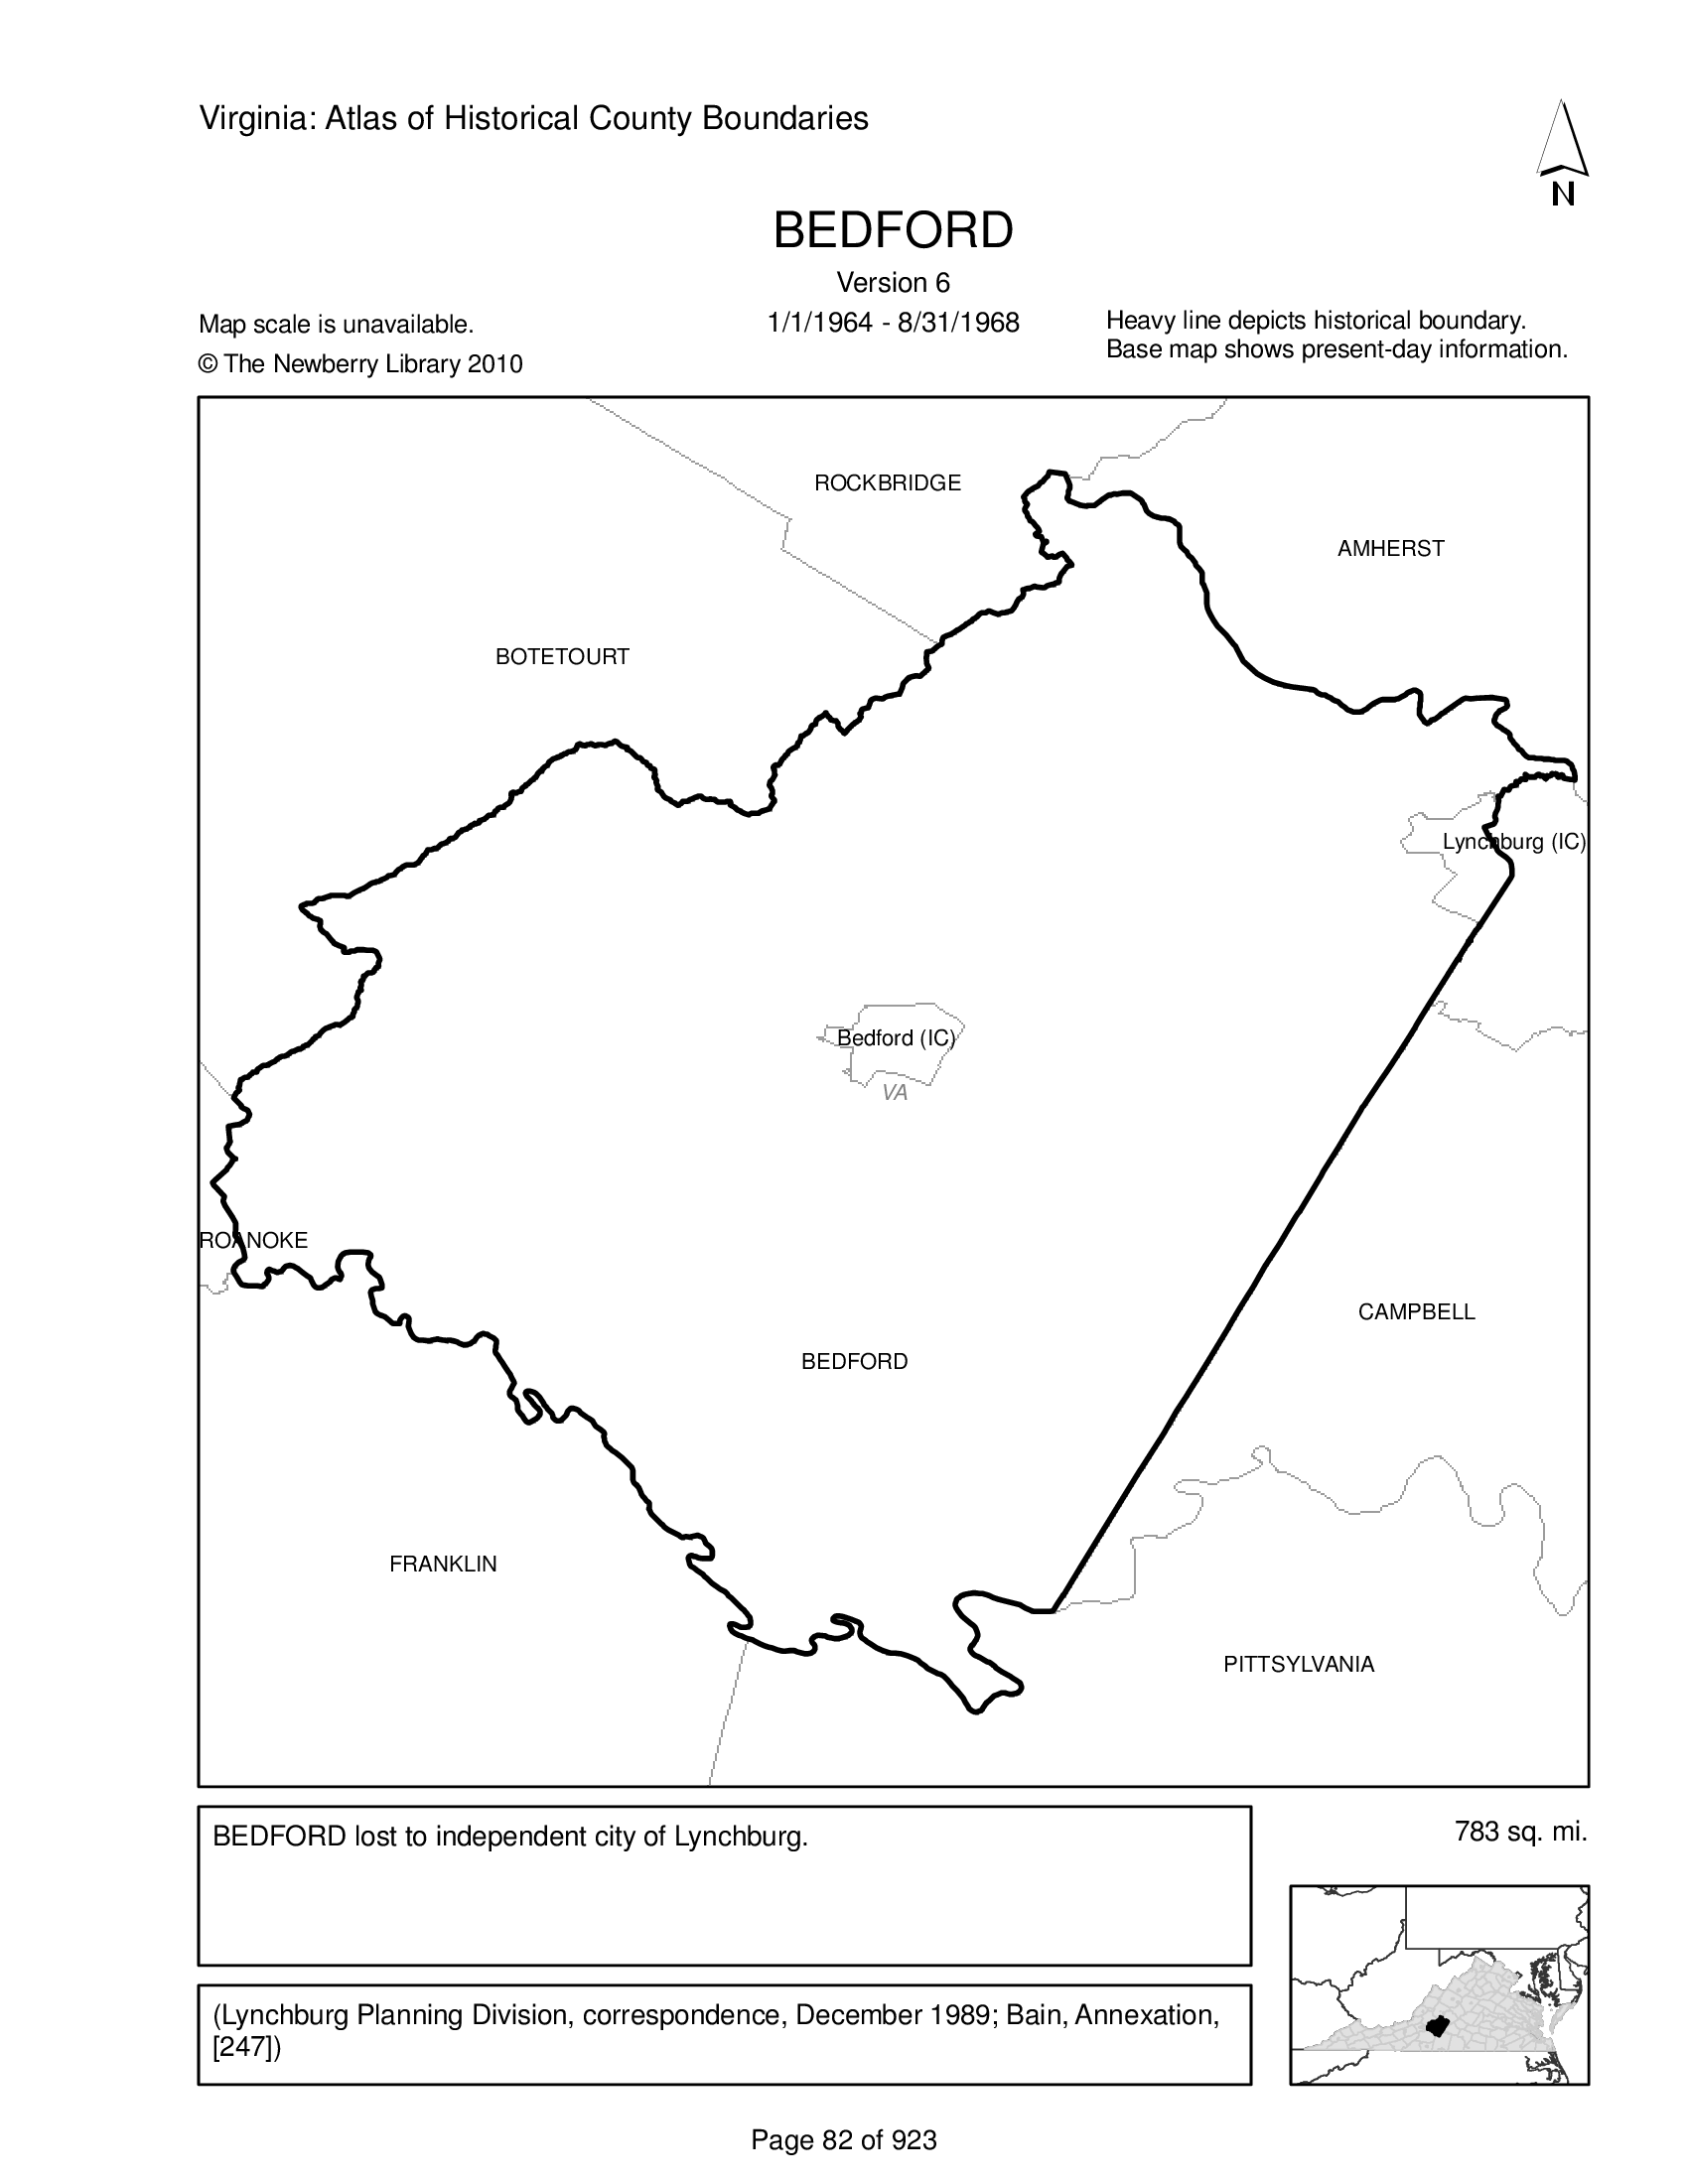 Virginia: Atlas of Historical County Boundaries
N
BEDFORD
Version 6
1/1/1964 - 8/31/1968
Map scale is unavailable.
© The Newberry Library 2010
Heavy line depicts historical boundary.
Base map shows present-day information.
ROCKBRIDGE
AMHERST
BOTETOURT
Lynchburg (IC)
Bedford (IC)
VA
ROANOKE
CAMPBELL
BEDFORD
FRANKLIN
PITTSYLVANIA
BEDFORD lost to independent city of Lynchburg.
783 sq. mi.
(Lynchburg Planning Division, correspondence, December 1989; Bain, Annexation,
[247])
Page 82 of 923